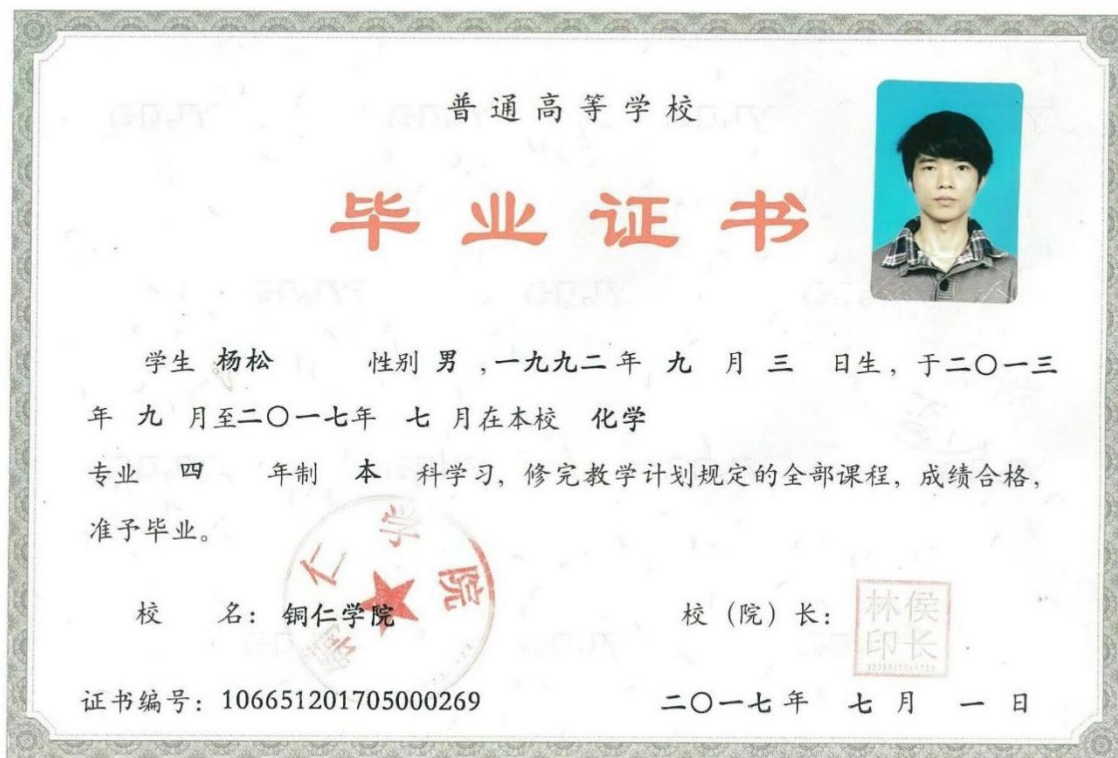 普通高等学校
毕业证书
学生 杨松 性别 男 ,一九九二年 九 月 三 日生，于二〇一三
年 九 月至二〇一七年 七 月在本校 化学
专业 四 年制 本 科学习，修完教学计划规定的全部课程，成绩合格，
准予毕业。
校 名：铜仁学院 校（院）长：
仁学院
林侯
印长
证书编号：106651201705000269 二〇一七年 七 月 一 日